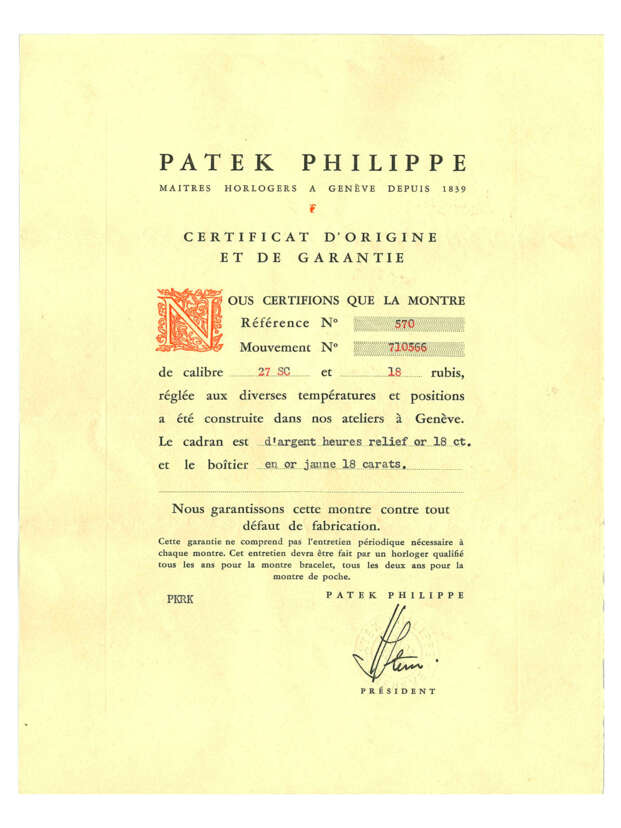 PATEK PHILIPPE
MAITRES HORLOGERS A GENÈVE DEPUIS 1839
CERTIFICAT D'ORIGINE
ET DE GARANTIE
NOUS CERTIFIONS QUE LA MONTRE
Référence Nº 570
Mouvement Nº 710566
de calibre 27 SC et 18 rubis,
réglée aux diverses températures et positions
a été construite dans nos ateliers à Genève.
Le cadran est d'argent heures relief or 18 ct.
et le boîtier en or jaune 18 carats.
Nous garantissons cette montre contre tout
défaut de fabrication.
Cette garantie ne comprend pas l'entretien périodique nécessaire à
chaque montre. Cet entretien devra être fait par un horloger qualifié
tous les ans pour la montre bracelet, tous les deux ans pour la
montre de poche.
PKRK
PATEK PHILIPPE
PRÉSIDENT